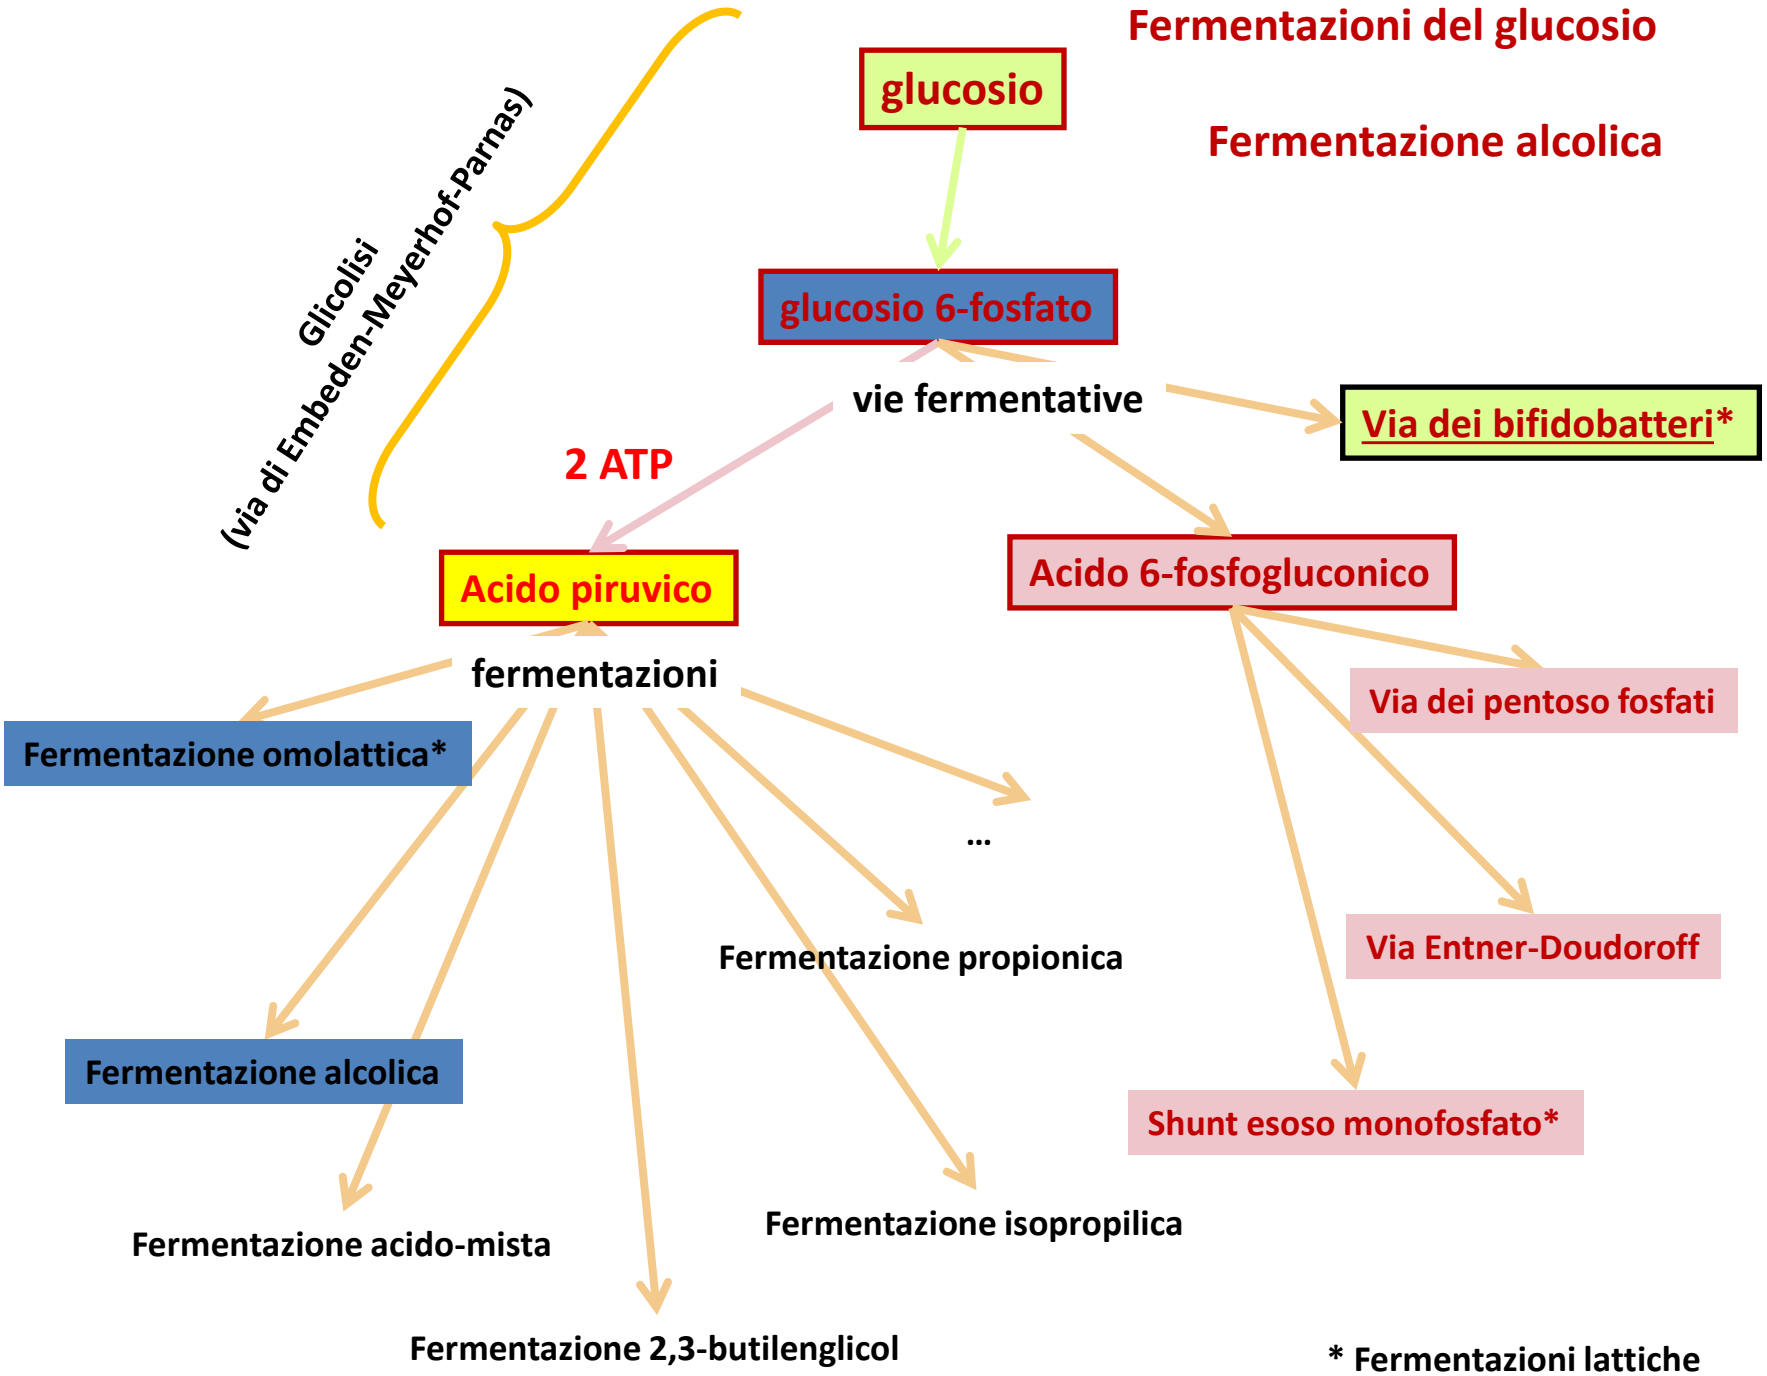 Fermentazioni del glucosio
glucosio
Fermentazione alcolica
Glicolisi
(via di Embeden-Meyerhof-Parnas)
glucosio 6-fosfato
vie fermentative
Via dei bifidobatteri*
2 ATP
Acido piruvico
Acido 6-fosfogluconico
fermentazioni
Via dei pentoso fosfati
Fermentazione omolattica*
…
Fermentazione propionica
Via Entner-Doudoroff
Fermentazione alcolica
Shunt esoso monofosfato*
Fermentazione isopropilica
Fermentazione acido-mista
Fermentazione 2,3-butilenglicol
* Fermentazioni lattiche